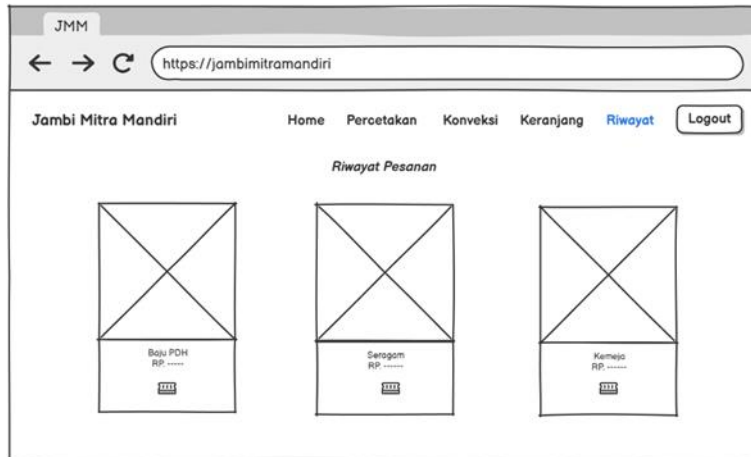 JMM
https://jambimitramandiri
Jambi Mitra Mandiri Home Percetakan Konveksi Keranjang Riwayat Logout
Riwayat Pesanan
Baju PDH
RP. -----
Seragam
RP. ------
Kemeja
RP. ------